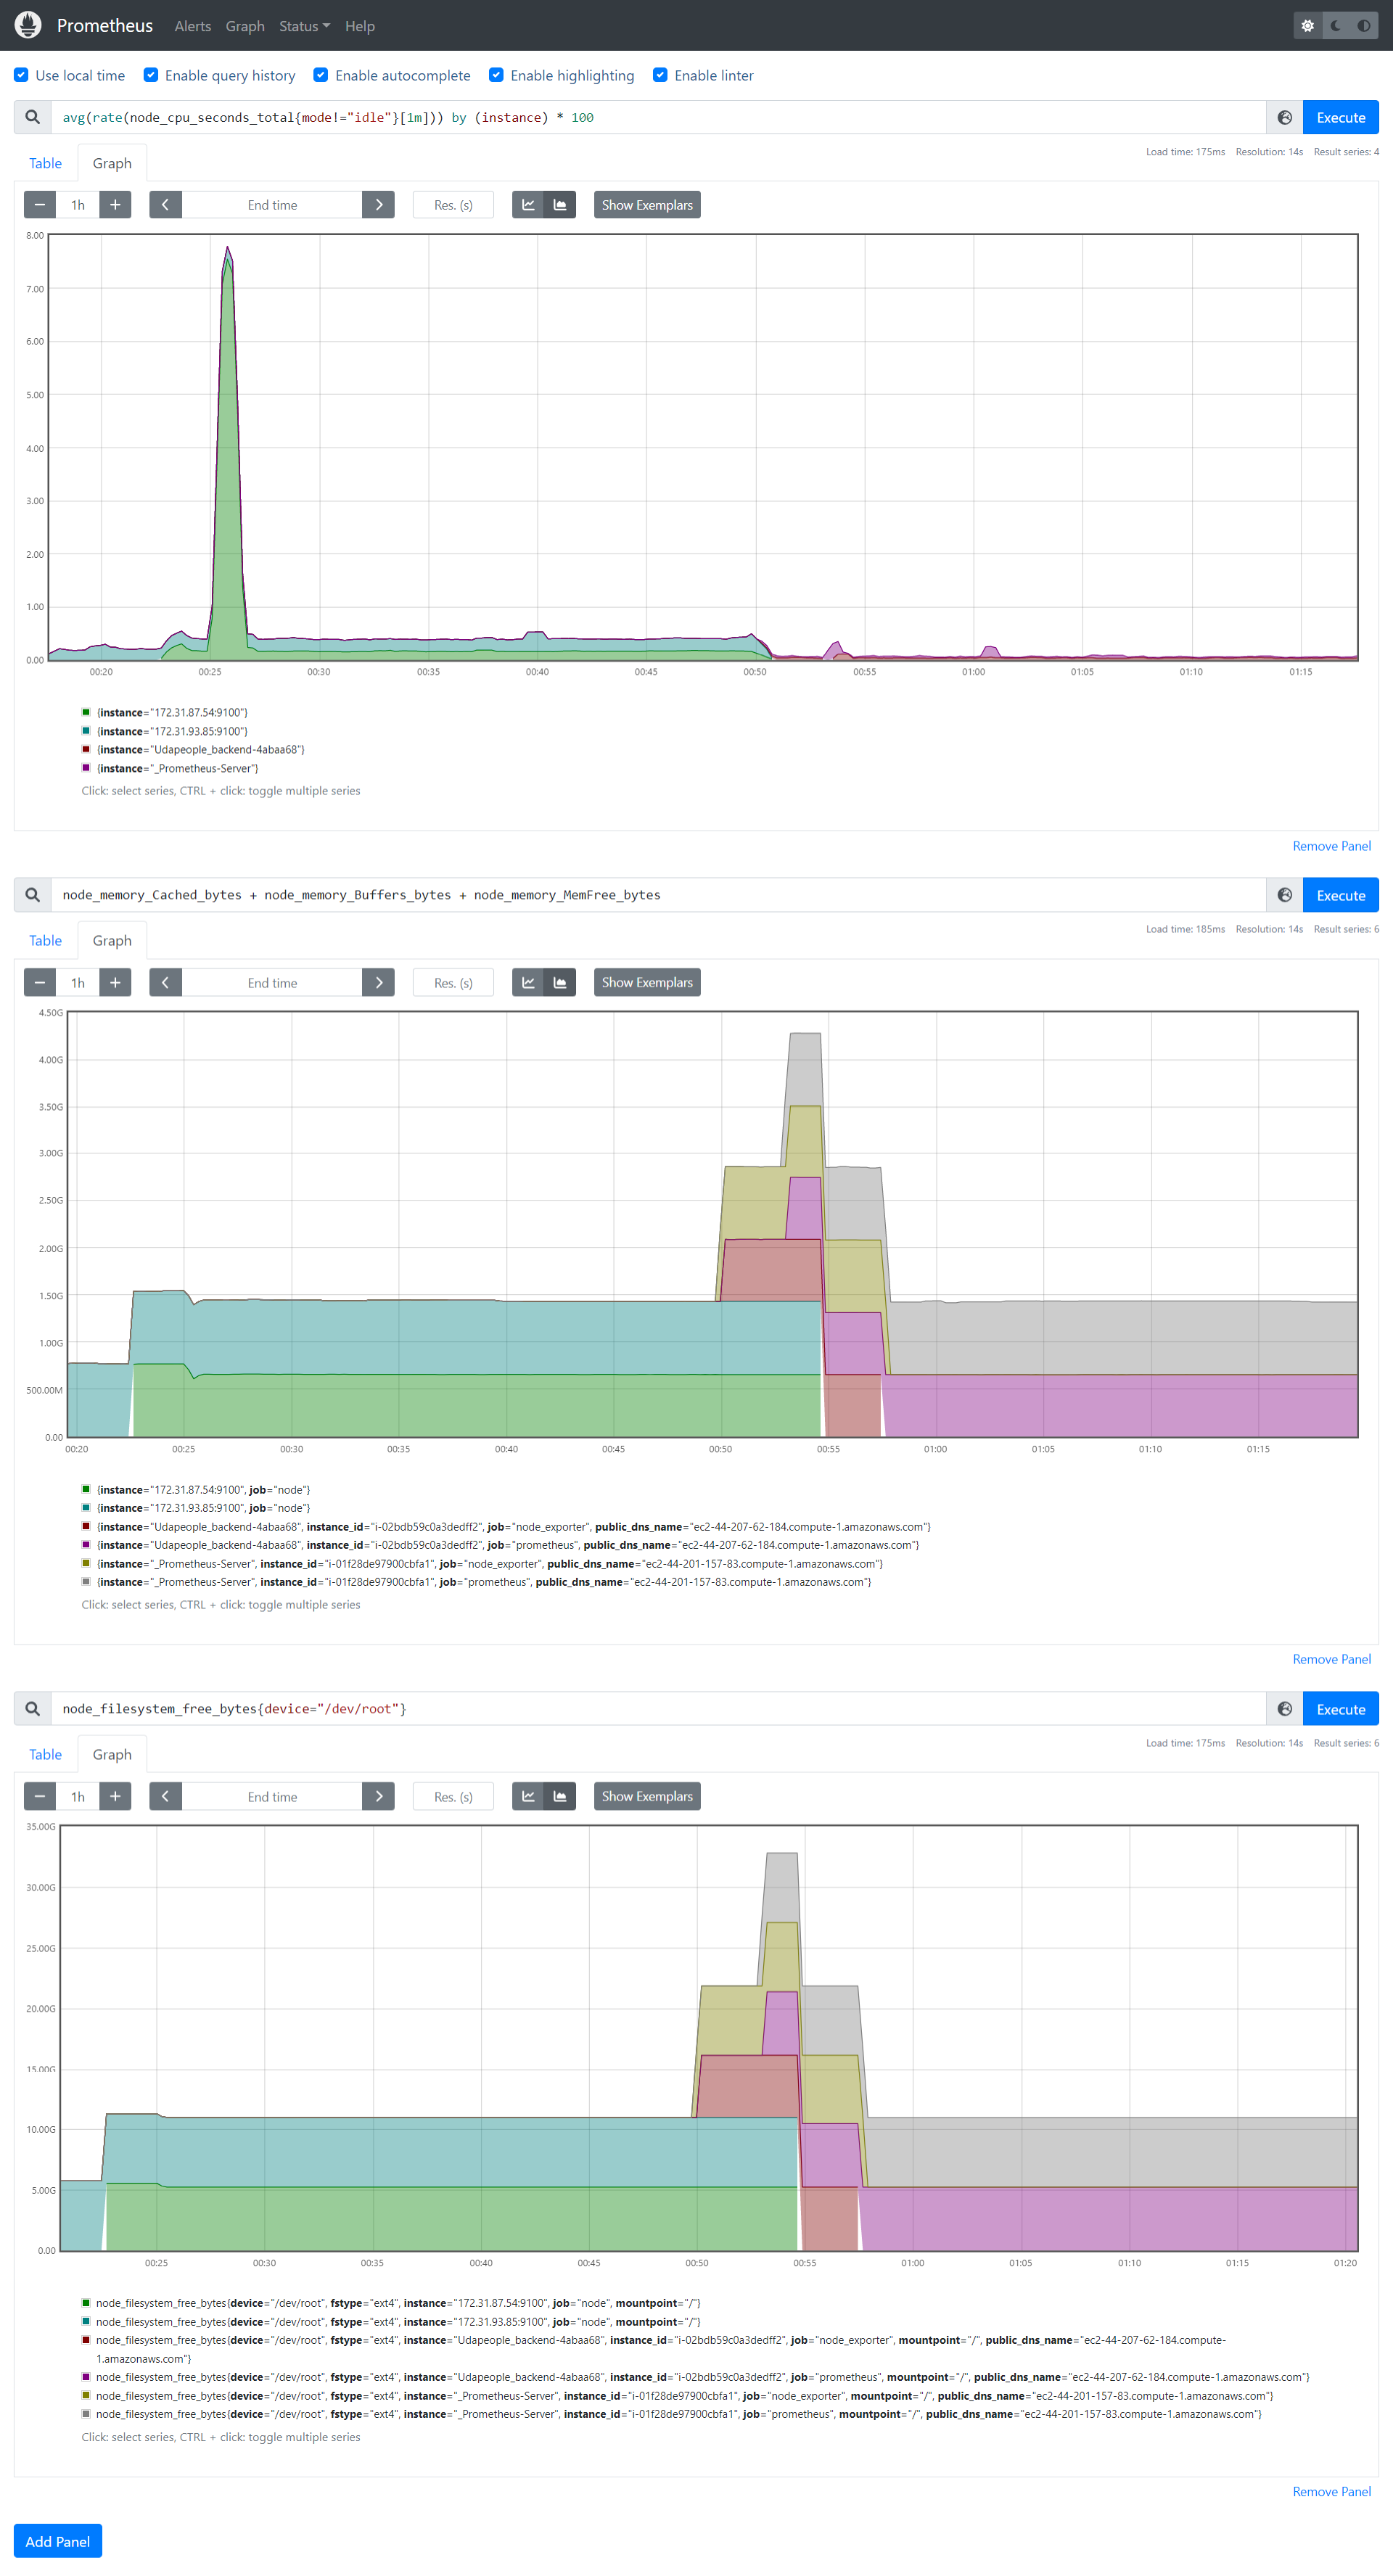 Prometheus Alerts Graph Status Help
Use local time Enable query history Enable autocomplete Enable highlighting Enable linter
avg(rate(node_cpu_seconds_total{mode!="idle"}[1m])) by (instance) * 100 Execute
Load time: 175ms Resolution: 14s Result series: 4
Table Graph
1h End time Res. (s) Show Exemplars
8.00
7.00
6.00
5.00
4.00
3.00
2.00
1.00
0.00
00:20 00:25 00:30 00:35 00:40 00:45 00:50 00:55 01:00 01:05 01:10 01:15
{instance="172.31.87.54:9100"}
{instance="172.31.93.85:9100"}
{instance="Udapeople_backend-4abaa68"}
{instance="_Prometheus-Server"}
Click: select series, CTRL + click: toggle multiple series
Remove Panel
node_memory_Cached_bytes + node_memory_Buffers_bytes + node_memory_MemFree_bytes Execute
Load time: 185ms Resolution: 14s Result series: 6
Table Graph
1h End time Res. (s) Show Exemplars
4.50G
4.00G
3.50G
3.00G
2.50G
2.00G
1.50G
1.00G
500.00M
0.00
00:20 00:25 00:30 00:35 00:40 00:45 00:50 00:55 01:00 01:05 01:10 01:15
{instance="172.31.87.54:9100", job="node"}
{instance="172.31.93.85:9100", job="node"}
{instance="Udapeople_backend-4abaa68", instance_id="i-02bdb59c0a3dedff2", job="node_exporter", public_dns_name="ec2-44-207-62-184.compute-1.amazonaws.com"}
{instance="Udapeople_backend-4abaa68", instance_id="i-02bdb59c0a3dedff2", job="prometheus", public_dns_name="ec2-44-207-62-184.compute-1.amazonaws.com"}
{instance="_Prometheus-Server", instance_id="i-01f28de97900cbfa1", job="node_exporter", public_dns_name="ec2-44-201-157-83.compute-1.amazonaws.com"}
{instance="_Prometheus-Server", instance_id="i-01f28de97900cbfa1", job="prometheus", public_dns_name="ec2-44-201-157-83.compute-1.amazonaws.com"}
Click: select series, CTRL + click: toggle multiple series
Remove Panel
node_filesystem_free_bytes{device="/dev/root"} Execute
Load time: 175ms Resolution: 14s Result series: 6
Table Graph
1h End time Res. (s) Show Exemplars
35.00G
30.00G
25.00G
20.00G
15.00G
10.00G
5.00G
0.00
00:25 00:30 00:35 00:40 00:45 00:50 00:55 01:00 01:05 01:10 01:15 01:20
node_filesystem_free_bytes{device="/dev/root", fstype="ext4", instance="172.31.87.54:9100", job="node", mountpoint="/"}
node_filesystem_free_bytes{device="/dev/root", fstype="ext4", instance="172.31.93.85:9100", job="node", mountpoint="/"}
node_filesystem_free_bytes{device="/dev/root", fstype="ext4", instance="Udapeople_backend-4abaa68", instance_id="i-02bdb59c0a3dedff2", job="node_exporter", mountpoint="/", public_dns_name="ec2-44-207-62-184.compute-
1.amazonaws.com"}
node_filesystem_free_bytes{device="/dev/root", fstype="ext4", instance="Udapeople_backend-4abaa68", instance_id="i-02bdb59c0a3dedff2", job="prometheus", mountpoint="/", public_dns_name="ec2-44-207-62-184.compute-1.amazonaws.com"}
node_filesystem_free_bytes{device="/dev/root", fstype="ext4", instance="_Prometheus-Server", instance_id="i-01f28de97900cbfa1", job="node_exporter", mountpoint="/", public_dns_name="ec2-44-201-157-83.compute-1.amazonaws.com"}
node_filesystem_free_bytes{device="/dev/root", fstype="ext4", instance="_Prometheus-Server", instance_id="i-01f28de97900cbfa1", job="prometheus", mountpoint="/", public_dns_name="ec2-44-201-157-83.compute-1.amazonaws.com"}
Click: select series, CTRL + click: toggle multiple series
Remove Panel
Add Panel